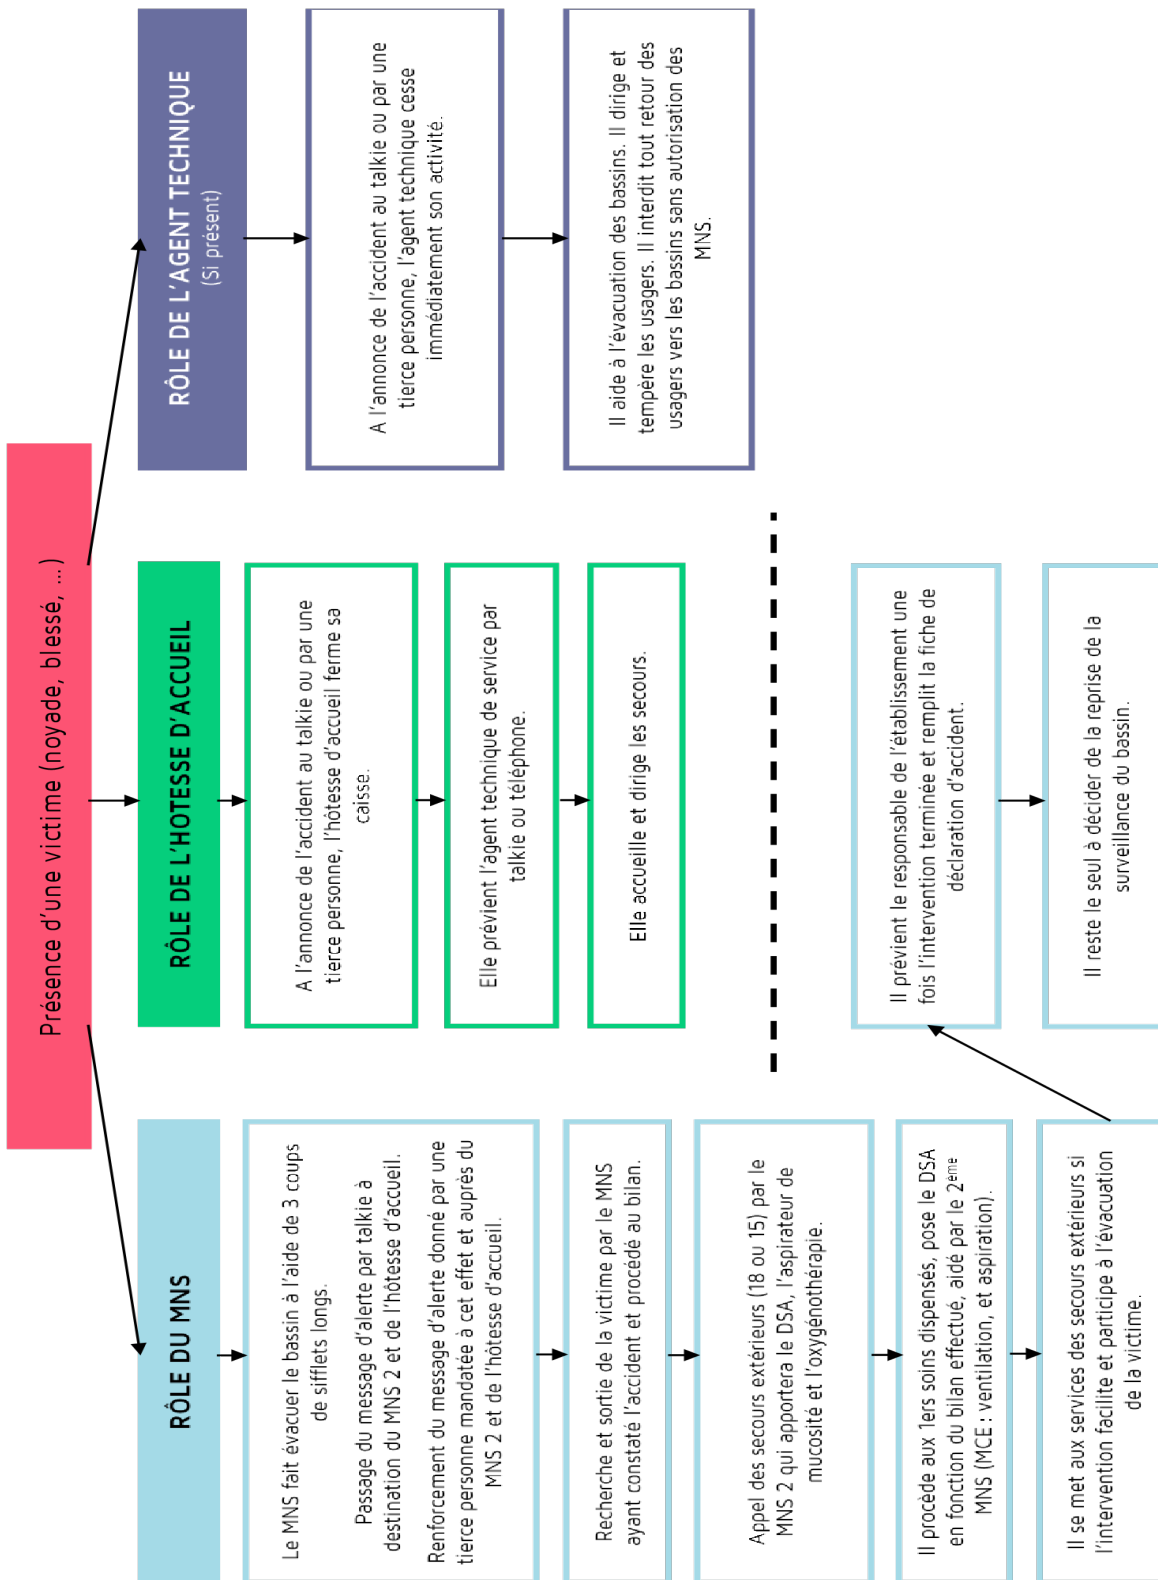 Présence d'une victime (noyade, blessé, ...)
RÔLE DU MNS
Le MNS fait évacuer le bassin à l'aide de 3 coups
de sifflets longs.
Passage du message d'alerte par talkie à
destination du MNS 2 et de l'hôtesse d'accueil.
Renforcement du message d'alerte donné par une
tierce personne mandatée à cet effet et auprès du
MNS 2 et de l'hôtesse d'accueil.
Recherche et sortie de la victime par le MNS
ayant constaté l'accident et procédé au bilan.
Appel des secours extérieurs (18 ou 15) par le
MNS 2 qui apportera le DSA, l'aspirateur de
mucosité et l'oxygénothérapie.
Il procède aux 1ers soins dispensés, pose le DSA
en fonction du bilan effectué, aidé par le 2ème
MNS (MCE : ventilation, et aspiration).
Il se met aux services des secours extérieurs si
l'intervention facilite et participe à l'évacuation
de la victime.
Il prévient le responsable de l'établissement une
fois l'intervention terminée et remplit la fiche de
déclaration d'accident.
Il reste le seul à décider de la reprise de la
surveillance du bassin.
RÔLE DE L'HOTESSE D'ACCUEIL
A l'annonce de l'accident au talkie ou par une
tierce personne, l'hôtesse d'accueil ferme sa
caisse.
Elle prévient l'agent technique de service par
talkie ou téléphone.
Elle accueille et dirige les secours.
RÔLE DE L'AGENT TECHNIQUE
(Si présent)
A l'annonce de l'accident au talkie ou par une
tierce personne, l'agent technique cesse
immédiatement son activité.
Il aide à l'évacuation des bassins. Il dirige et
tempère les usagers. Il interdit tout retour des
usagers vers les bassins sans autorisation des
MNS.